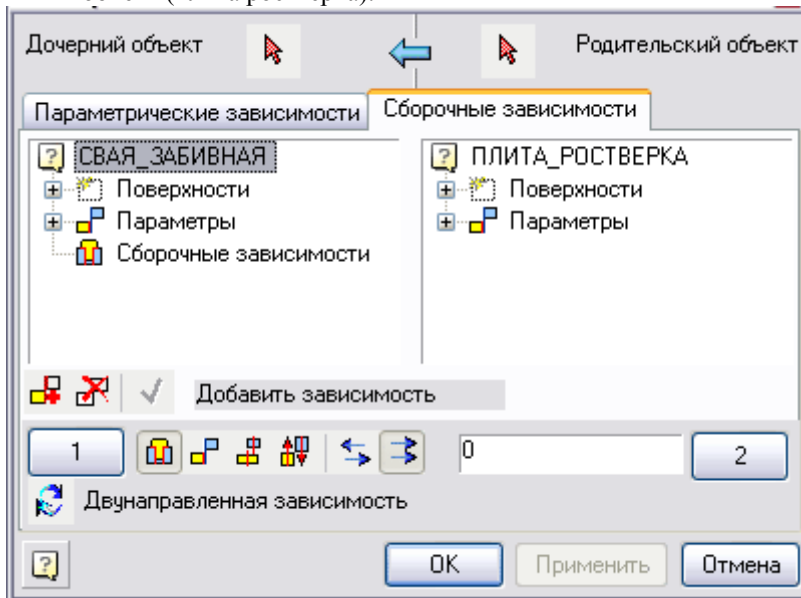 Дочерний объект
Родительский объект
Параметрические зависимости
Сборочные зависимости
СВАЯ_ЗАБИВНАЯ
Поверхности
Параметры
Сборочные зависимости
ПЛИТА_РОСТВЕРКА
Поверхности
Параметры
Добавить зависимость
1
0
2
Двунаправленная зависимость
OK
Применить
Отмена